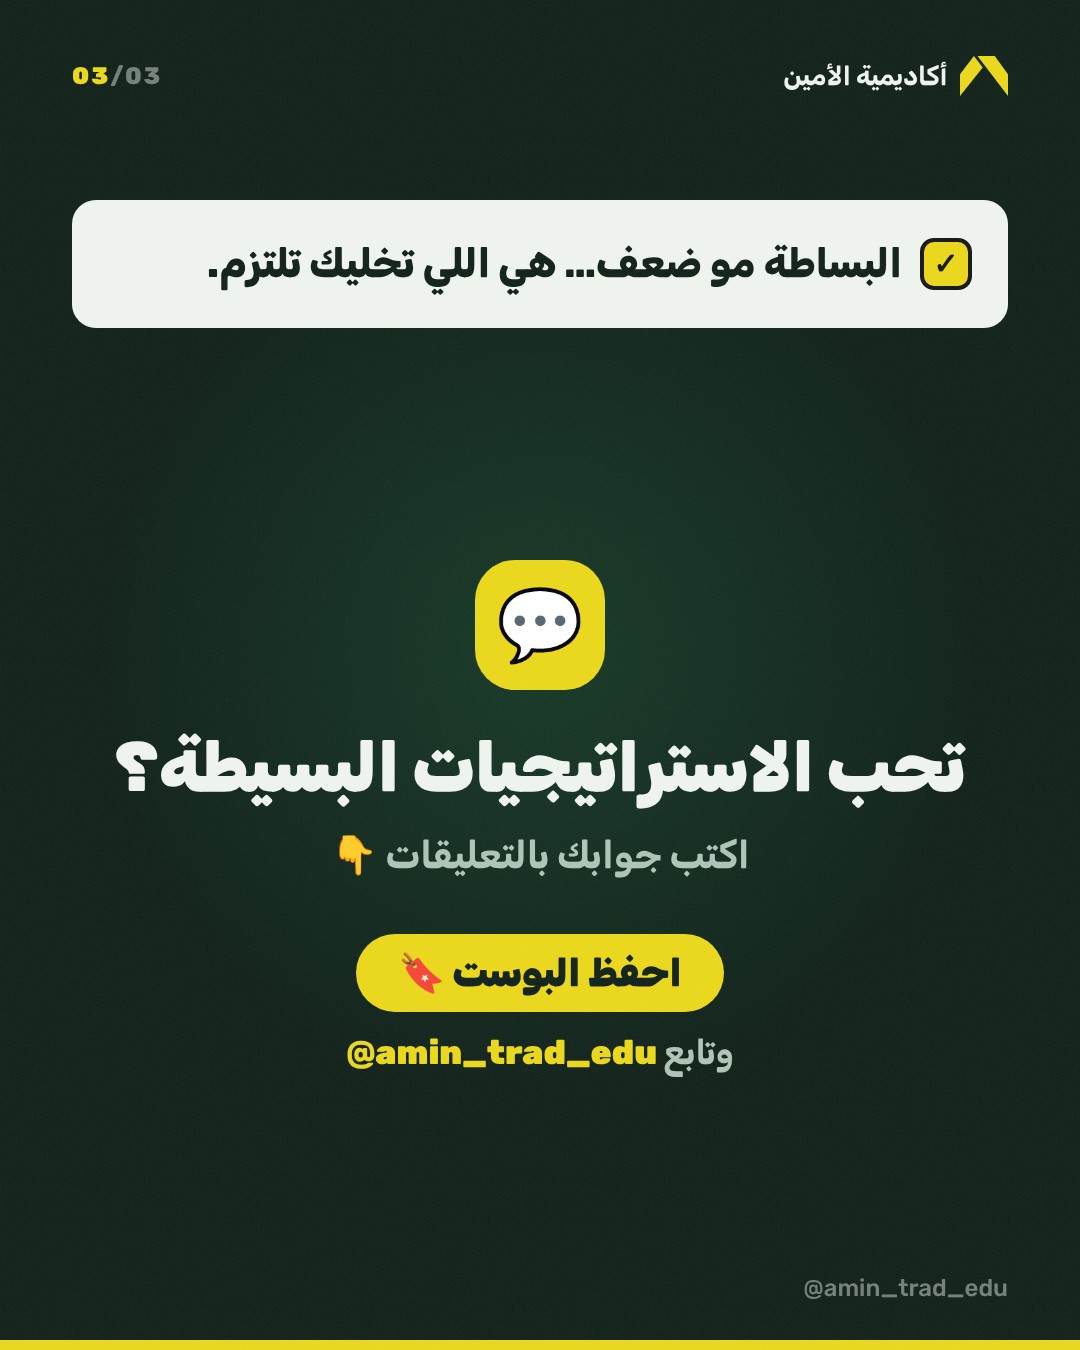 أكاديمية الأمين
03/03
البساطة مو ضعف... هي اللي تخليك تلتزم.
تحب الاستراتيجيات البسيطة؟
اكتب جوابك بالتعليقات 👇
احفظ البوست 🔖
وتابع @amin_trad_edu
@amin_trad_edu